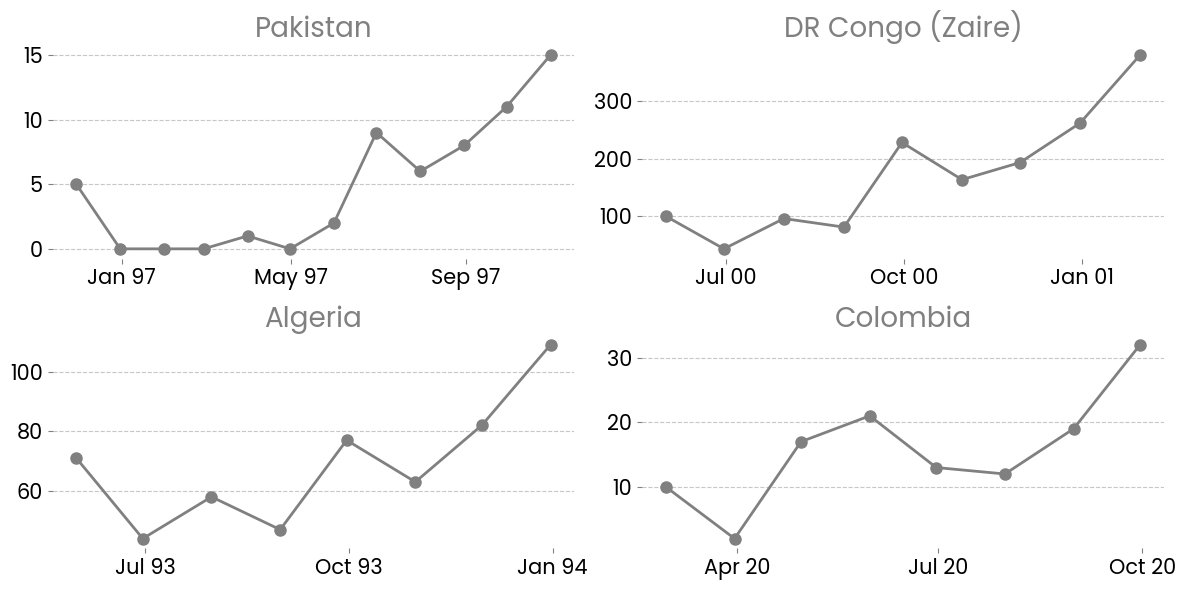 Pakistan
15
10
5
0
Jan 97 May 97 Sep 97
DR Congo (Zaire)
300
200
100
Jul 00 Oct 00 Jan 01
Algeria
100
80
60
Jul 93 Oct 93 Jan 94
Colombia
30
20
10
Apr 20 Jul 20 Oct 20